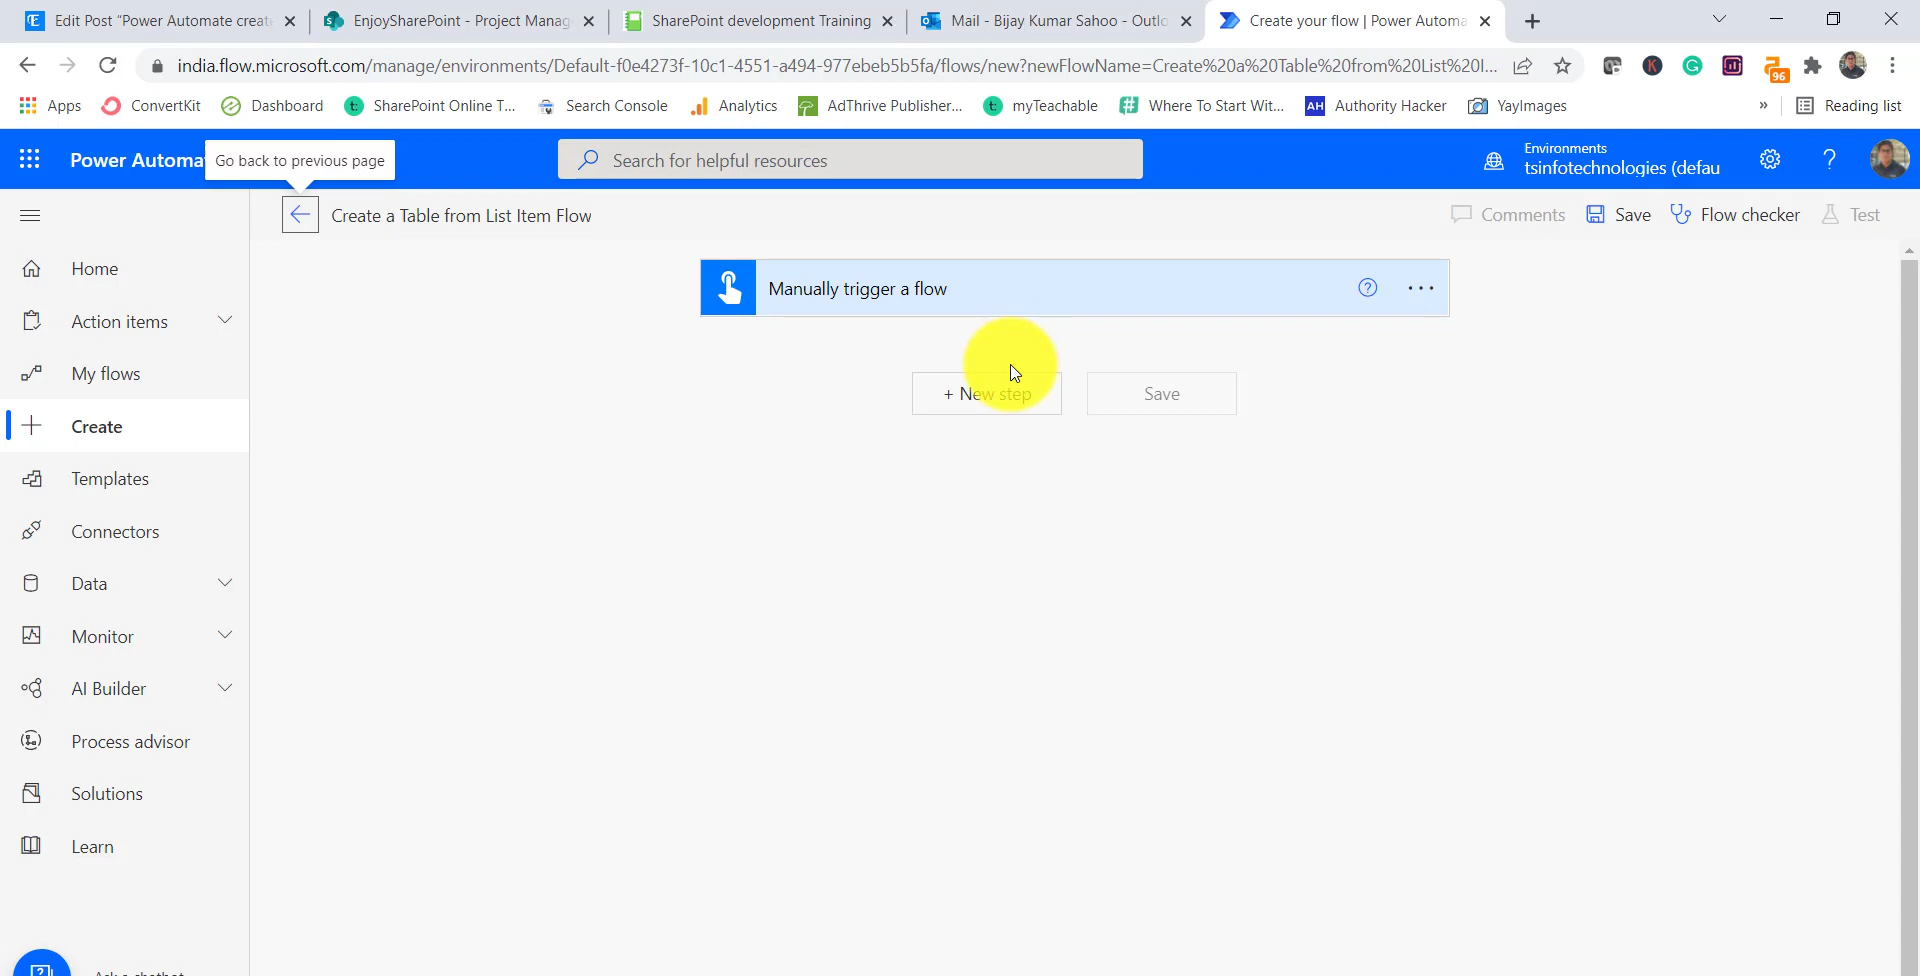 Edit Post "Power Automate create
EnjoySharePoint - Project Manag
SharePoint development Training
Mail - Bijay Kumar Sahoo - Outlo
Create your flow | Power Automa
india.flow.microsoft.com/manage/environments/Default-f0e4273f-10c1-4551-a494-977ebeb5b5fa/flows/new?newFlowName=Create%20a%20Table%20from%20List%20I...
96
Apps
ConvertKit
Dashboard
SharePoint Online T...
Search Console
Analytics
AdThrive Publisher...
myTeachable
Where To Start Wit...
AH Authority Hacker
YayImages
»
Reading list
Power Automa
Go back to previous page
Search for helpful resources
Environments
tsinfotechnologies (defau
?
Create a Table from List Item Flow
Comments
Save
Flow checker
Test
Home
Action items
My flows
Create
Templates
Connectors
Data
Monitor
AI Builder
Process advisor
Solutions
Learn
Manually trigger a flow
+ New step
Save
Ask a chatbot